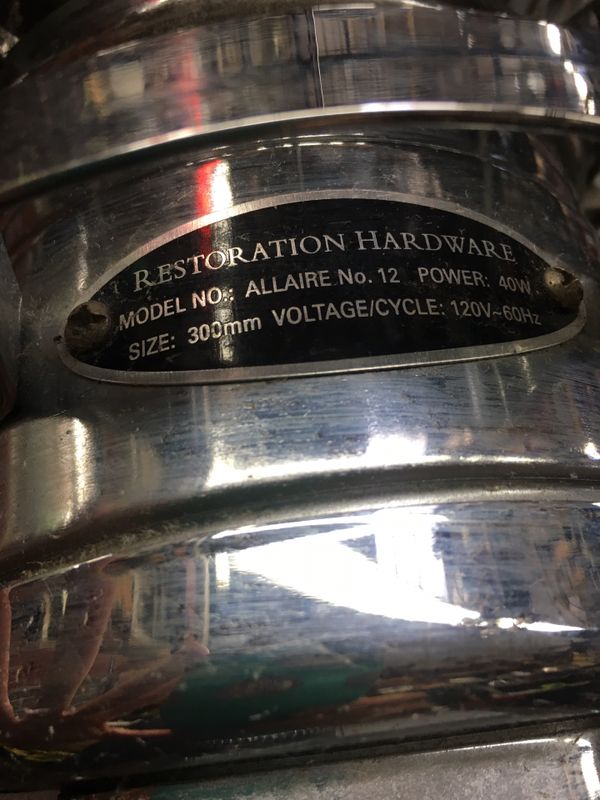 RESTORATION HARDWARE
MODEL NO.: ALLAIRE No. 12 POWER: 40W
SIZE: 300mm VOLTAGE/CYCLE: 120V~60Hz